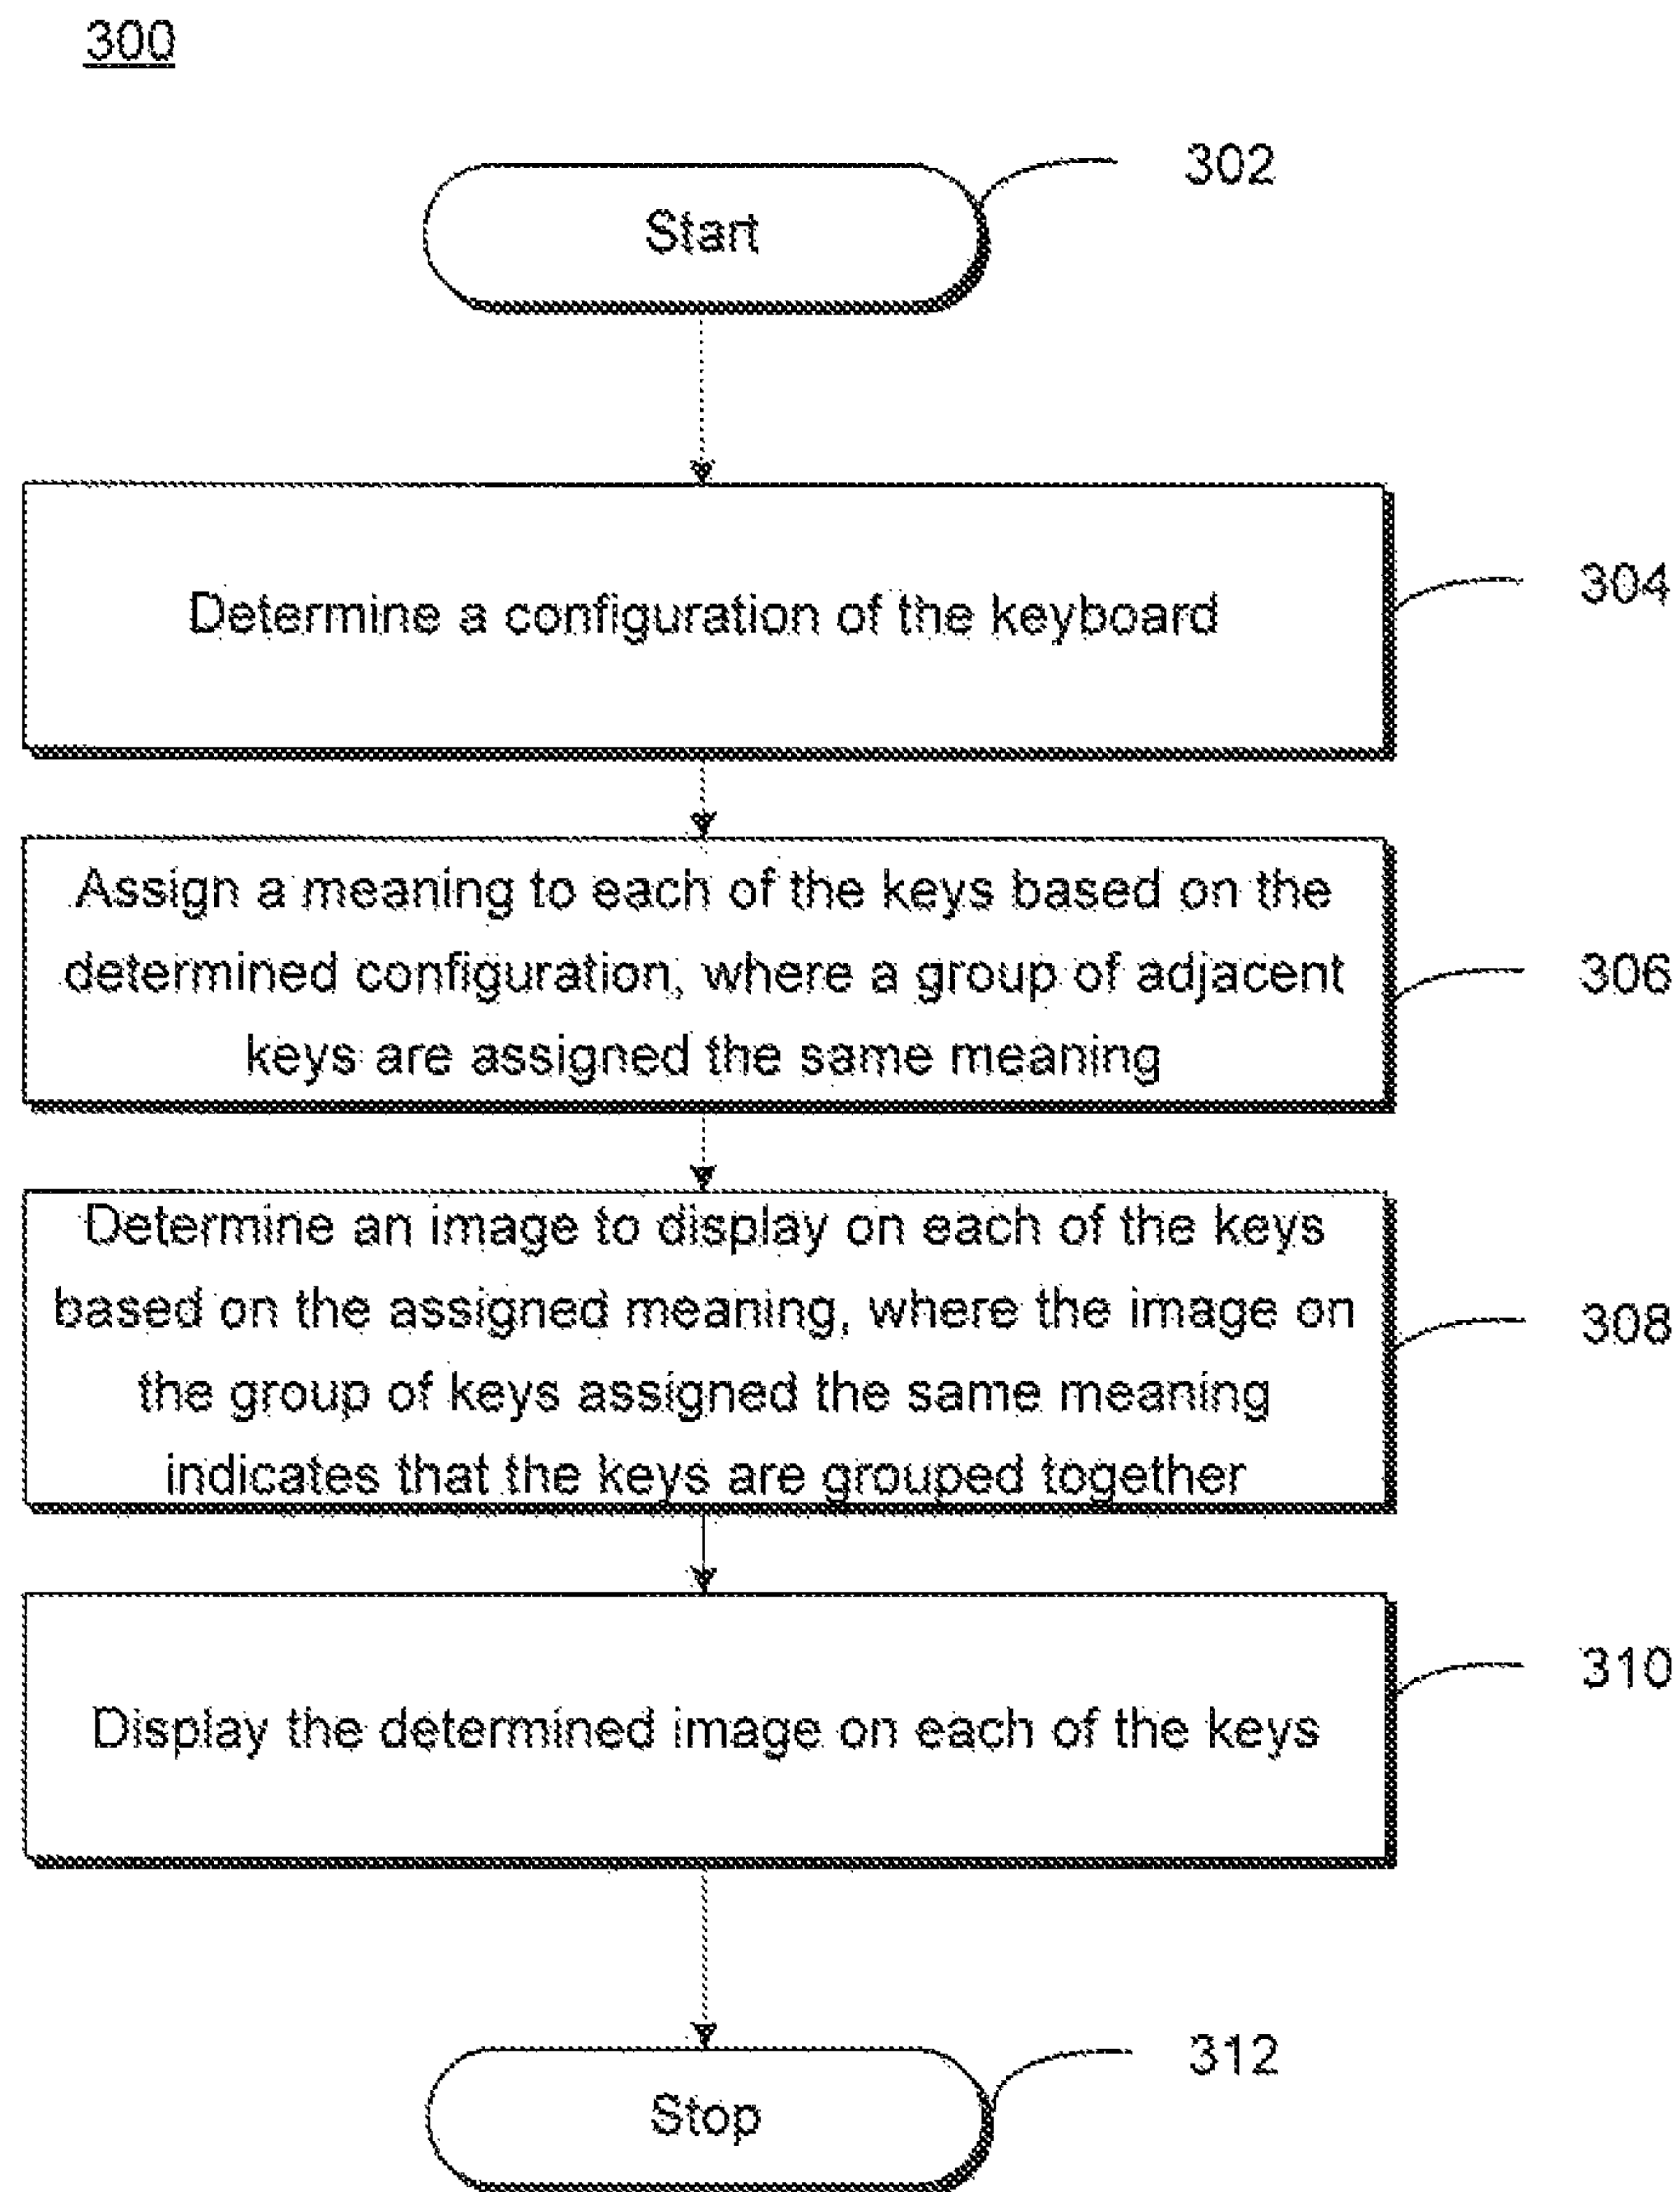 300
302
Start
304
Determine a configuration of the keyboard
Assign a meaning to each of the keys based on the
determined configuration, where a group of adjacent
306
keys are assigned the same meaning
Determine an image to display on each of the keys
based on the assigned meaning, where the image on
308
the group of keys assigned the same meaning
indicates that the keys are grouped together
310
Display the determined image on each of the keys
312
Stop